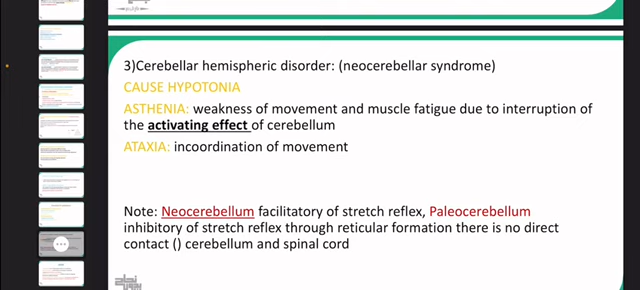 3)Cerebellar hemispheric disorder: (neocerebellar syndrome)
CAUSE HYPOTONIA
ASTHENIA: weakness of movement and muscle fatigue due to interruption of
the activating effect of cerebellum
ATAXIA: incoordination of movement
Note: Neocerebellum facilitatory of stretch reflex, Paleocerebellum
inhibitory of stretch reflex through reticular formation there is no direct
contact () cerebellum and spinal cord